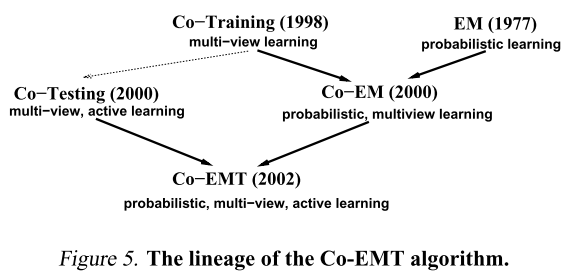 Co−Training (1998)
EM (1977)
multi−view learning
probabilistic learning
Co−Testing (2000)
Co−EM (2000)
multi−view, active learning
probabilistic, multiview learning
Co−EMT (2002)
probabilistic, multi−view, active learning
Figure 5. The lineage of the Co-EMT algorithm.